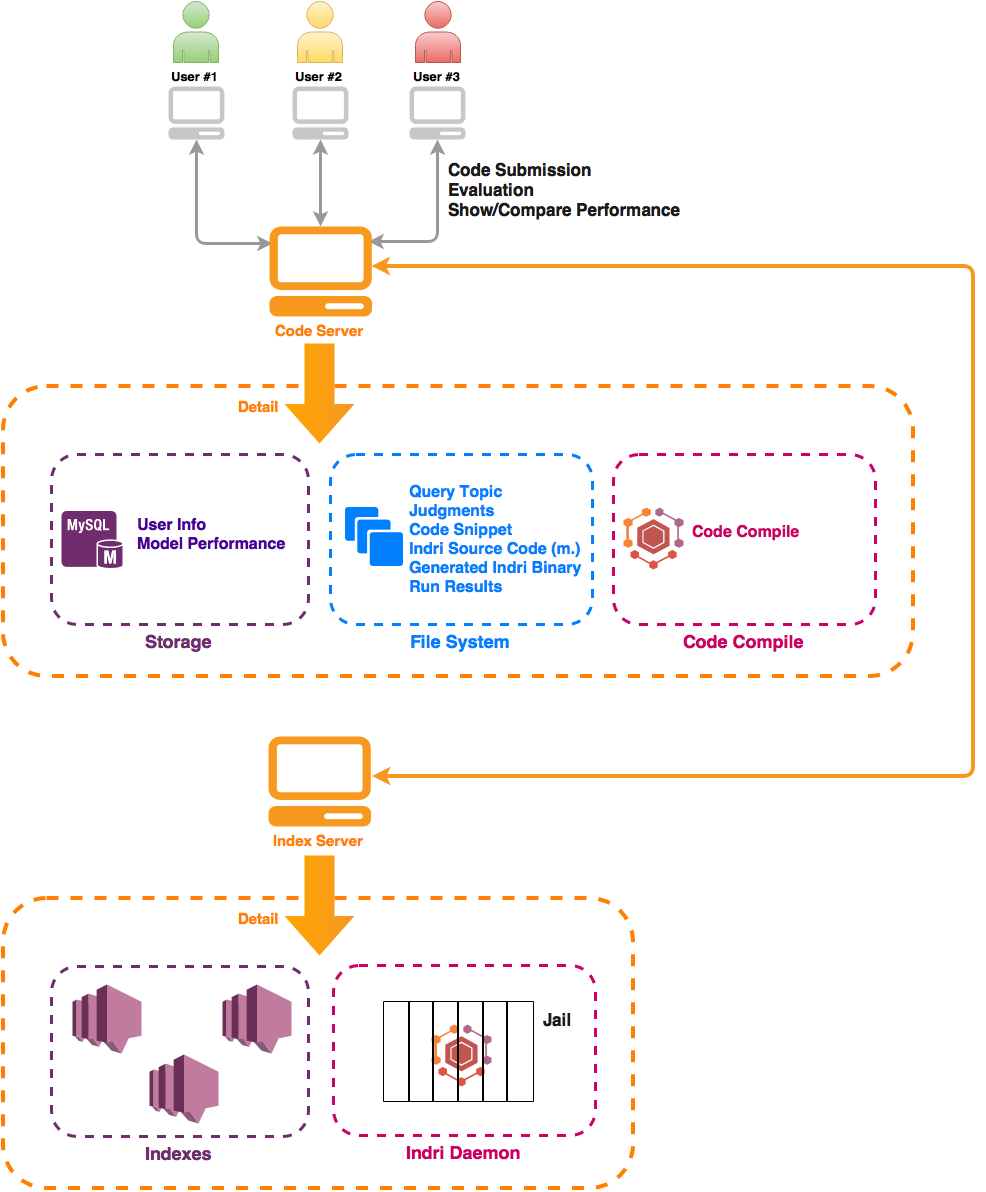 User #1
User #2
User #3
Code Submission
Evaluation
Show/Compare Performance
Code Server
Detail
MySQL
M
User Info
Model Performance
Storage
Query Topic
Judgments
Code Snippet
Indri Source Code (m.)
Generated Indri Binary
Run Results
File System
Code Compile
Code Compile
Index Server
Detail
Indexes
Jail
Indri Daemon